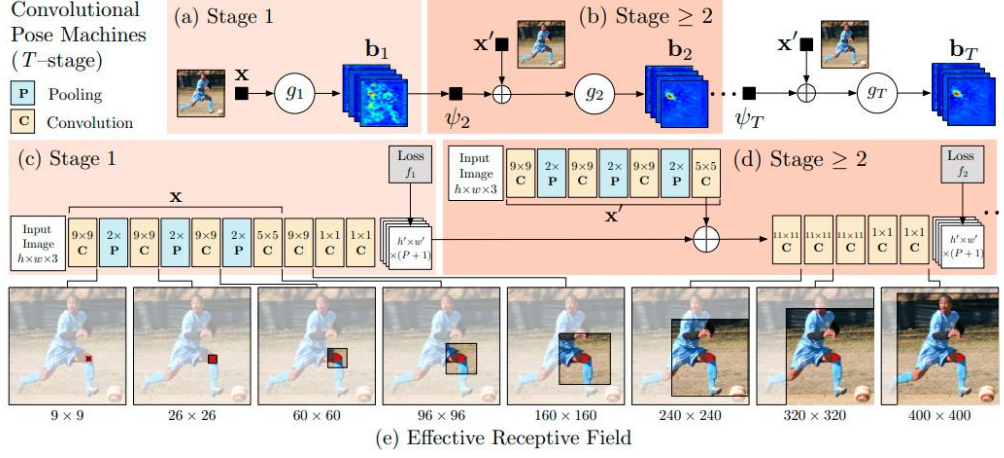 Convolutional
Pose Machines
(T–stage)
P Pooling
C Convolution
(a) Stage 1
x
g₁
b₁
(b) Stage ≥ 2
x′
ψ₂
g₂
b₂
x′
ψ_T
g_T
b_T
(c) Stage 1
Loss
f₁
x
Input
Image
h×w×3
9×9
C
2×
P
9×9
C
2×
P
9×9
C
2×
P
5×5
C
9×9
C
1×1
C
1×1
C
h′×w′
×(P+1)
(d) Stage ≥ 2
Input
Image
h×w×3
9×9
C
2×
P
9×9
C
2×
P
9×9
C
2×
P
5×5
C
x′
Loss
f₂
11×11
C
11×11
C
11×11
C
1×1
C
1×1
C
h′×w′
×(P+1)
9 × 9
26 × 26
60 × 60
96 × 96
160 × 160
240 × 240
320 × 320
400 × 400
(e) Effective Receptive Field